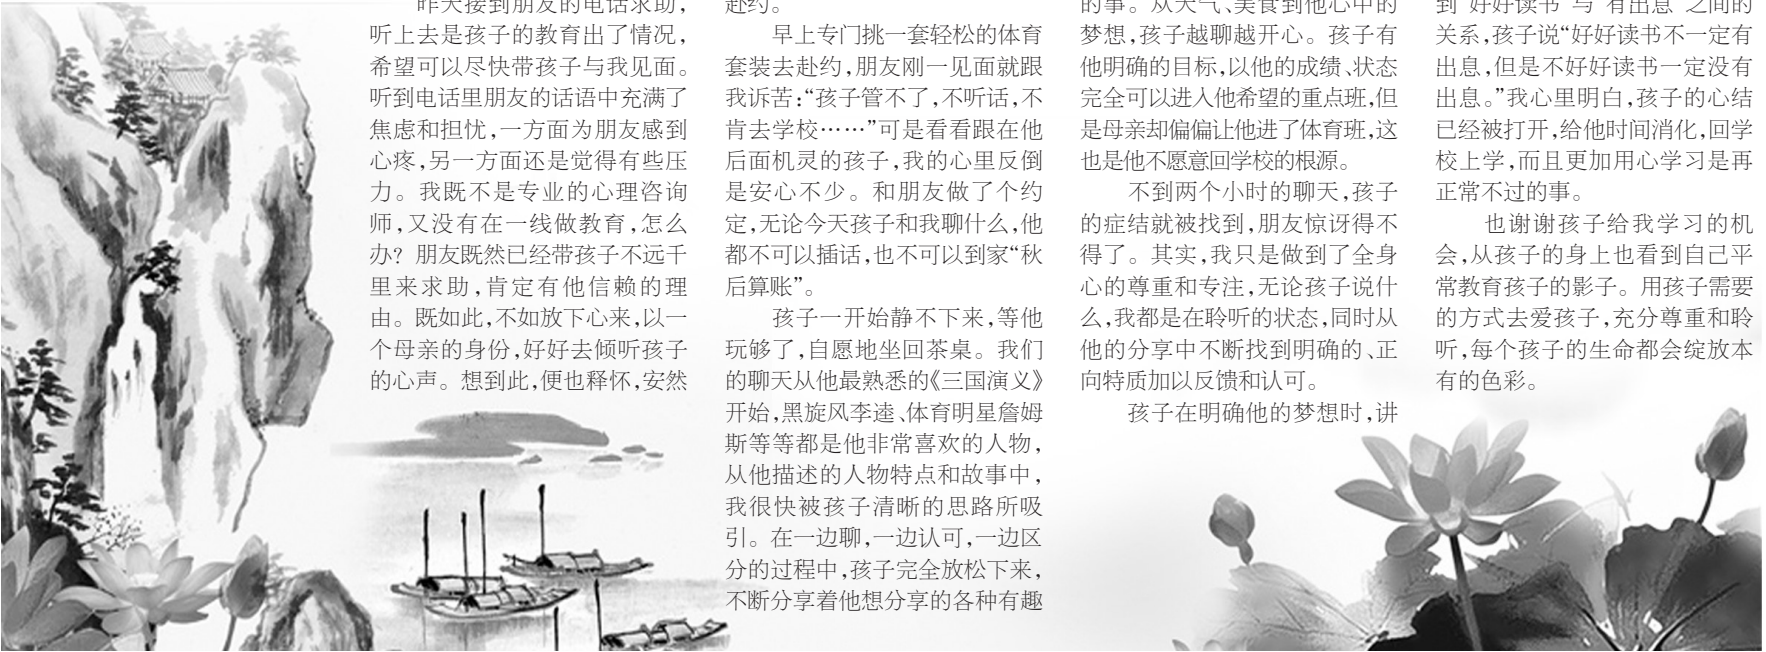 昨天接到朋友的电话求助，
听上去是孩子的教育出了情况，
希望可以尽快带孩子与我见面。
听到电话里朋友的话语中充满了
焦虑和担忧，一方面为朋友感到
心疼，另一方面还是觉得有些压
力。我既不是专业的心理咨询
师，又没有在一线做教育，怎么
办？朋友既然已经带孩子不远千
里来求助，肯定有他信赖的理
由。既如此，不如放下心来，以一
个母亲的身份，好好去倾听孩子
的心声。想到此，便也释怀，安然
赴约。
早上专门挑一套轻松的体育
套装去赴约，朋友刚一见面就跟
我诉苦：“孩子管不了，不听话，不
肯去学校……”可是看看跟在他
后面机灵的孩子，我的心里反倒
是安心不少。和朋友做了个约
定，无论今天孩子和我聊什么，他
都不可以插话，也不可以到家“秋
后算账”。
孩子一开始静不下来，等他
玩够了，自愿地坐回茶桌。我们
的聊天从他最熟悉的《三国演义》
开始，黑旋风李逵、体育明星詹姆
斯等等都是他非常喜欢的人物，
从他描述的人物特点和故事中，
我很快被孩子清晰的思路所吸
引。在一边聊，一边认可，一边区
分的过程中，孩子完全放松下来，
不断分享着他想分享的各种有趣
的事。从天气、美食到他心中的
梦想，孩子越聊越开心。孩子有
他明确的目标，以他的成绩、状态
完全可以进入他希望的重点班，但
是母亲却偏偏让他进了体育班，这
也是他不愿意回学校的根源。
不到两个小时的聊天，孩子
的症结就被找到，朋友惊讶得不
得了。其实，我只是做到了全身
心的尊重和专注，无论孩子说什
么，我都是在聆听的状态，同时从
他的分享中不断找到明确的、正
向特质加以反馈和认可。
孩子在明确他的梦想时，讲
到“好好读书”与“有出息”之间的
关系，孩子说“好好读书不一定有
出息，但是不好好读书一定没有
出息。”我心里明白，孩子的心结
已经被打开，给他时间消化，回学
校上学，而且更加用心学习是再
正常不过的事。
也谢谢孩子给我学习的机
会，从孩子的身上也看到自己平
常教育孩子的影子。用孩子需要
的方式去爱孩子，充分尊重和聆
听，每个孩子的生命都会绽放本
有的色彩。